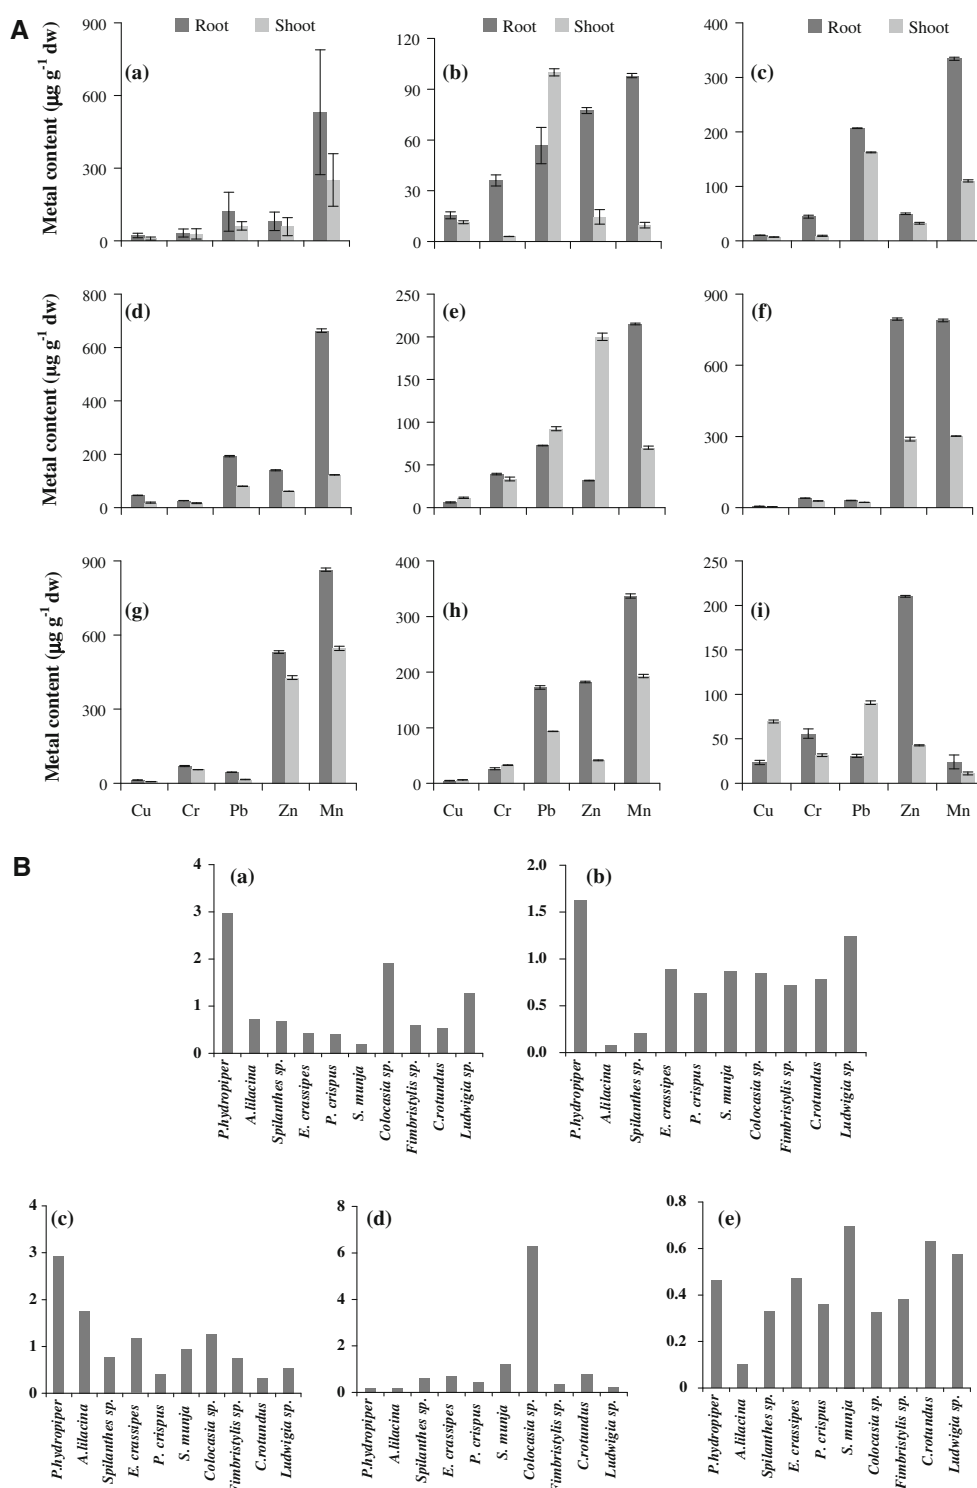 A
Root Shoot
Root Shoot
Root Shoot
Metal content (µg g-1 dw)
(a)
900
600
300
0
(b)
120
90
60
30
0
(c)
400
300
200
100
0
Metal content (µg g-1 dw)
(d)
800
600
400
200
0
(e)
250
200
150
100
50
0
(f)
900
600
300
0
Metal content (µg g-1 dw)
(g)
900
600
300
0
Cu Cr Pb Zn Mn
(h)
400
300
200
100
0
Cu Cr Pb Zn Mn
(i)
250
200
150
100
50
0
Cu Cr Pb Zn Mn
B
(a)
4
3
2
1
0
P.hydropiper
A.lilacina
Spilanthes sp.
E. crassipes
P. crispus
S. munja
Colocasia sp.
Fimbristylis sp.
C.rotundus
Ludwigia sp.
(b)
2.0
1.5
1.0
0.5
0.0
P.hydropiper
A.lilacina
Spilanthes sp.
E. crassipes
P. crispus
S. munja
Colocasia sp.
Fimbristylis sp.
C.rotundus
Ludwigia sp.
(c)
4
3
2
1
0
P.hydropiper
A.lilacina
Spilanthes sp.
E. crassipes
P. crispus
S. munja
Colocasia sp.
Fimbristylis sp.
C.rotundus
Ludwigia sp.
(d)
8
6
4
2
0
P.hydropiper
A.lilacina
Spilanthes sp.
E. crassipes
P. crispus
S. munja
Colocasia sp.
Fimbristylis sp.
C.rotundus
Ludwigia sp.
(e)
0.8
0.6
0.4
0.2
0
P.hydropiper
A.lilacina
Spilanthes sp.
E. crassipes
P. crispus
S. munja
Colocasia sp.
Fimbristylis sp.
C.rotundus
Ludwigia sp.